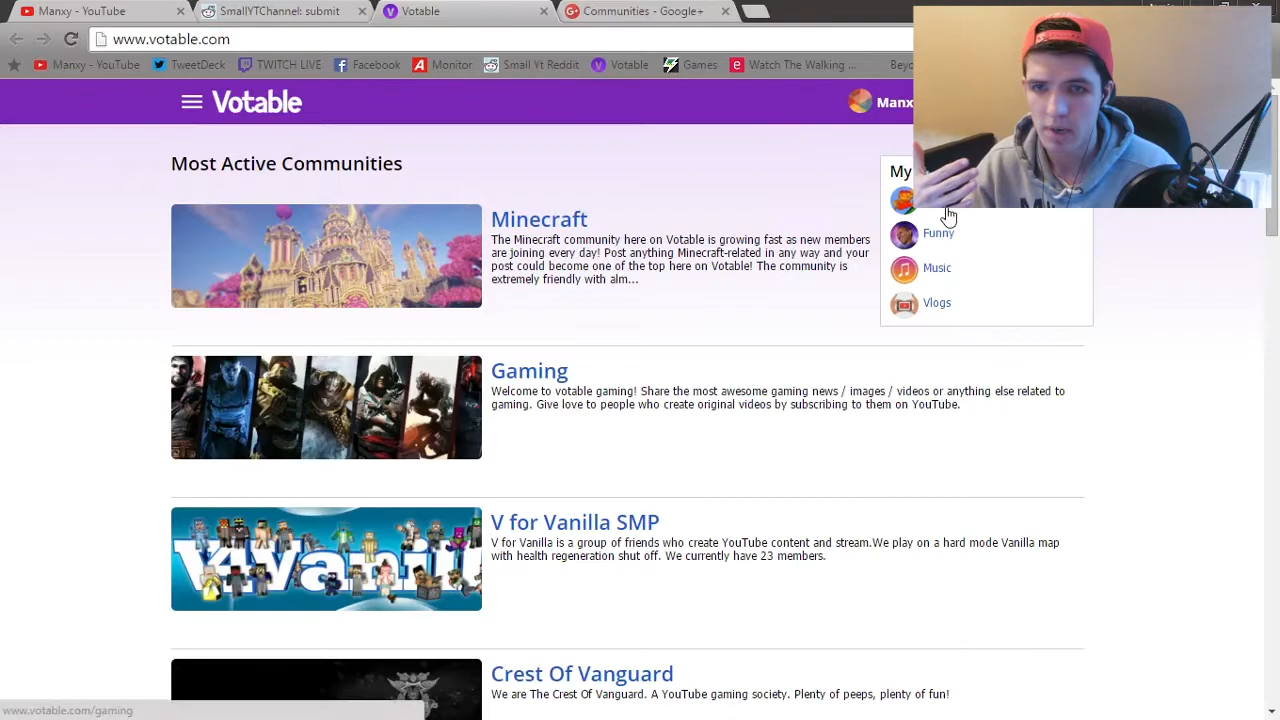 Manxy - YouTube
SmallYTChannel: submit
Votable
Communities - Google+
www.votable.com
Manxy - YouTube
TweetDeck
TWITCH LIVE
Facebook
Monitor
Small Yt Reddit
Votable
Games
Watch The Walking ...
Beyo
Votable
Manx
Most Active Communities
My
Minecraft
The Minecraft community here on Votable is growing fast as new members
are joining every day! Post anything Minecraft-related in any way and your
post could become one of the top here on Votable! The community is
extremely friendly with alm...
Funny
Music
Vlogs
Gaming
Welcome to votable gaming! Share the most awesome gaming news / images / videos or anything else related to
gaming. Give love to people who create original videos by subscribing to them on YouTube.
V for Vanilla SMP
V for Vanilla is a group of friends who create YouTube content and stream.We play on a hard mode Vanilla map
with health regeneration shut off. We currently have 23 members.
Crest Of Vanguard
We are The Crest Of Vanguard. A YouTube gaming society. Plenty of peeps, plenty of fun!
www.votable.com/gaming